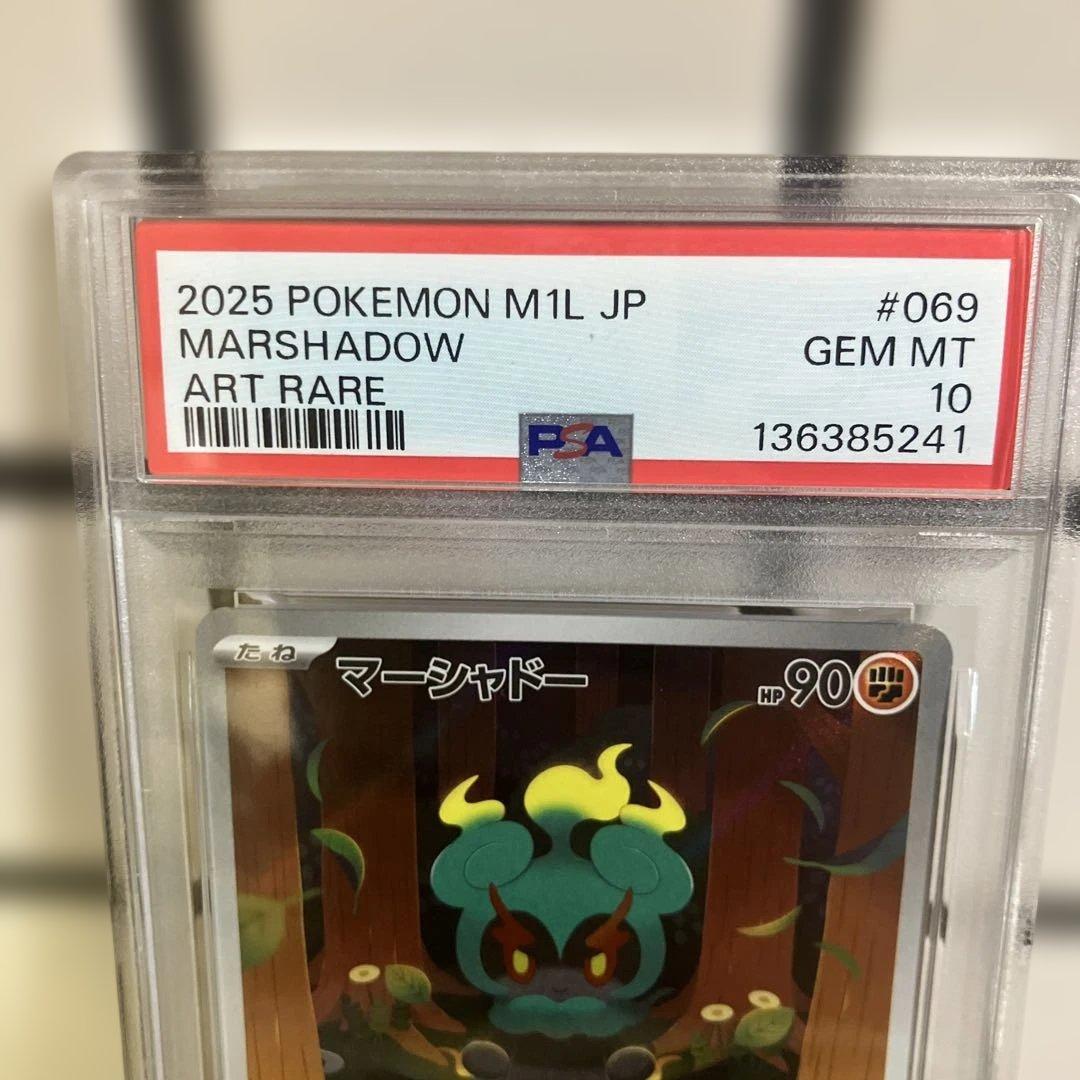 2025 POKEMON M1L JP #069
MARSHADOW GEM MT
ART RARE 10
PSA 136385241
たね マーシャドー HP90